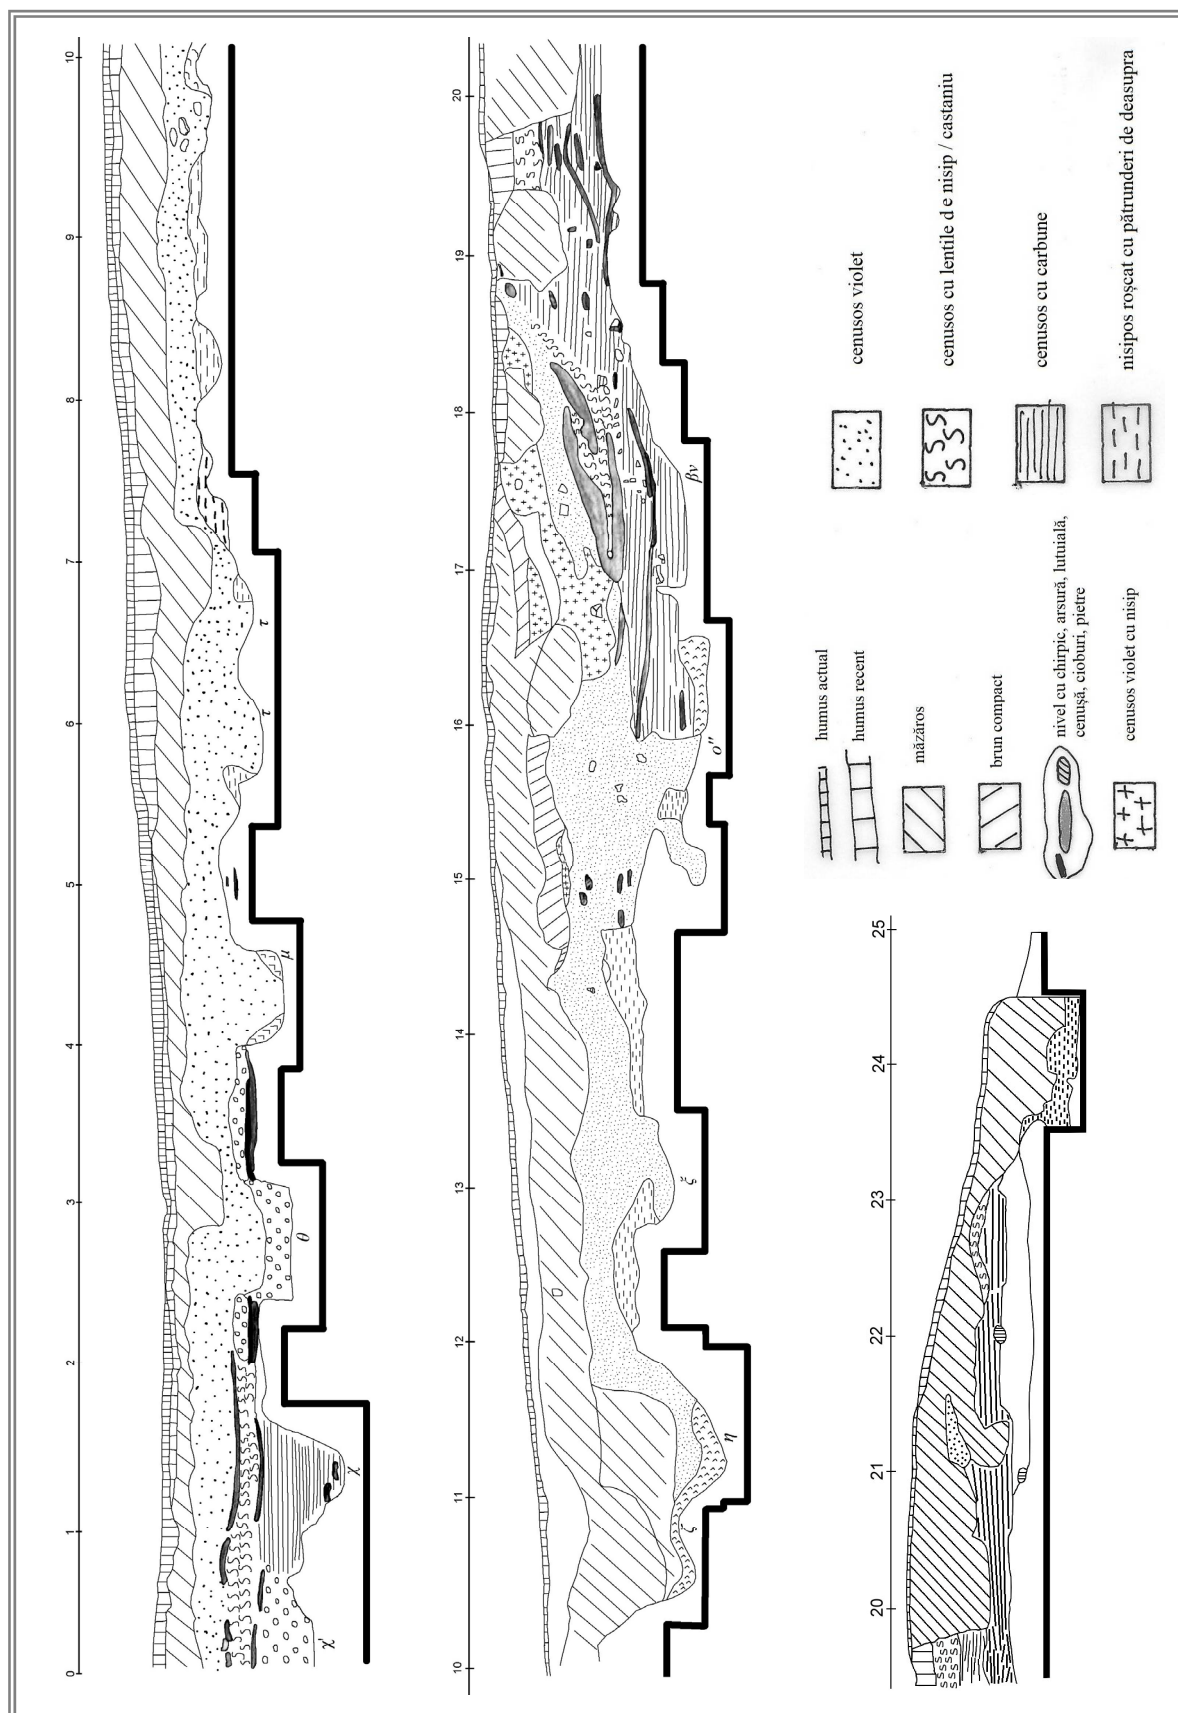 0 1 2 3 4 5 6 7 8 9 10
χ' χ θ μ τ τ
10 11 12 13 14 15 16 17 18 19 20
ζ η ξ ο" βν
20 21 22 23 24 25
humus actual
humus recent
măzăros
brun compact
nivel cu chirpic, arsură, lutuială,
cenușă, cioburi, pietre
cenusos violet cu nisip
cenusos violet
cenusos cu lentile d e nisip / castaniu
cenusos cu carbune
nisipos roșcat cu pătrunderi de deasupra